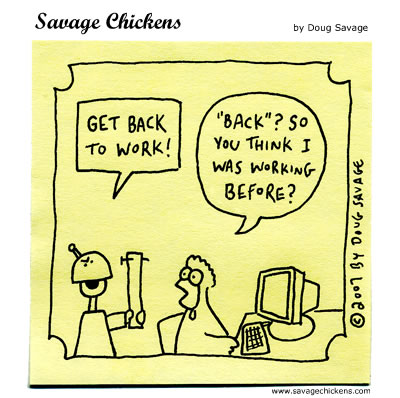 Savage Chickens
by Doug Savage
GET BACK
TO WORK!
"BACK"? SO
YOU THINK I
WAS WORKING
BEFORE?
© 2007 BY DOUG SAVAGE
www.savagechickens.com